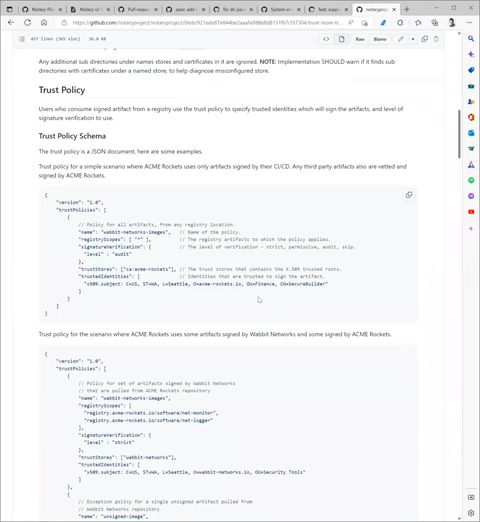 Notary-Pl
Notary v2
Pull reque
spec: add
fix: dir pa
System vi
feat: supp
notarypro
https://github.com/notaryproject/notaryproject/blob/
457 lines (365 sloc)
36.8 KB
Raw
Blame
Any additional sub directories under names stores and certificates in it are ignored. NOTE: Implementation SHOULD warn if it finds sub
directories with certificates under a named store, to help diagnose misconfigured store.
Trust Policy
Users who consume signed artifact from a registry use the trust policy to specify trusted identities which will sign the artifacts, and level of
signature verification to use.
Trust Policy Schema
The trust policy is a JSON document, here are some examples.
Trust policy for a simple scenario where ACME Rockets uses only artifacts signed by their CI/CD. Any third party artifacts also are vetted and
signed by ACME Rockets.
{
"version": "1.0",
"trustPolicies": [
{
// Policy for all artifacts, from any registry location.
"name": "wabbit-networks-images", // Name of the policy.
"registryScopes": [ "*" ], // The registry artifacts to which the policy applies.
"signatureVerification": { // The level of verification - strict, permissive, audit, skip.
"level" : "audit"
},
"trustStores": ["ca:acme-rockets"], // The trust stores that contains the X.509 trusted roots.
"trustedIdentities": [ // Identities that are trusted to sign the artifact.
"x509.subject: C=US, ST=WA, L=Seattle, O=acme-rockets.io, OU=Finance, CN=SecureBuilder"
]
}
]
}
Trust policy for the scenario where ACME Rockets uses some artifacts signed by Wabbit Networks and some signed by ACME Rockets.
{
"version": "1.0",
"trustPolicies": [
{
// Policy for set of artifacts signed by Wabbit Networks
// that are pulled from ACME Rockets repository
"name": "wabbit-networks-images",
"registryScopes": [
"registry.acme-rockets.io/software/net-monitor",
"registry.acme-rockets.io/software/net-logger"
],
"signatureVerification": {
"level" : "strict"
},
"trustStores": ["wabbit-networks"],
"trustedIdentities": [
"x509.subject: C=US, ST=WA, L=Seattle, O=wabbit-networks.io, OU=Security Tools"
]
},
{
// Exception policy for a single unsigned artifact pulled from
// Wabbit Networks repository
"name": "unsigned-image",